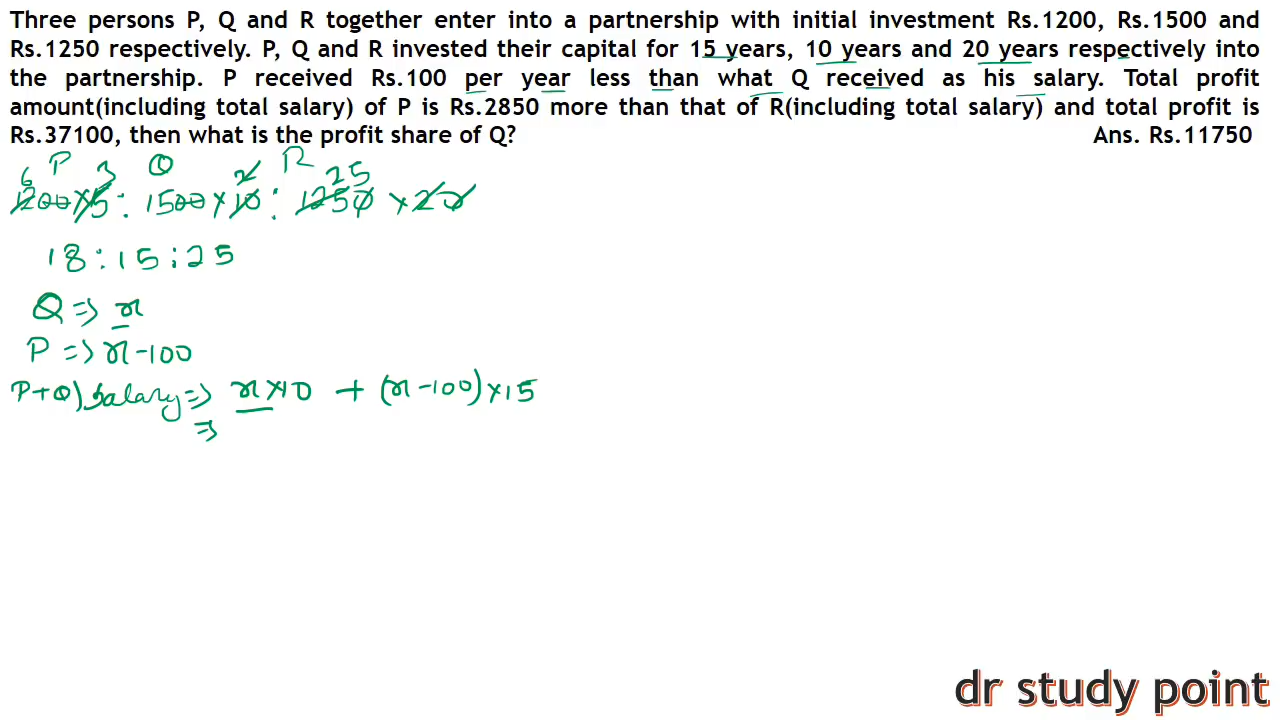 Three persons P, Q and R together enter into a partnership with initial investment Rs.1200, Rs.1500 and
Rs.1250 respectively. P, Q and R invested their capital for 15 years, 10 years and 20 years respectively into
the partnership. P received Rs.100 per year less than what Q received as his salary. Total profit
amount(including total salary) of P is Rs.2850 more than that of R(including total salary) and total profit is
Rs.37100, then what is the profit share of Q? Ans. Rs.11750
P Q R
6 3 2 25
1200×15 : 1500×10 : 1250 ×20
18 : 15 : 25
Q => x
P => x-100
P+Q) Salary => x×10 + (x-100)×15
=>
dr study point